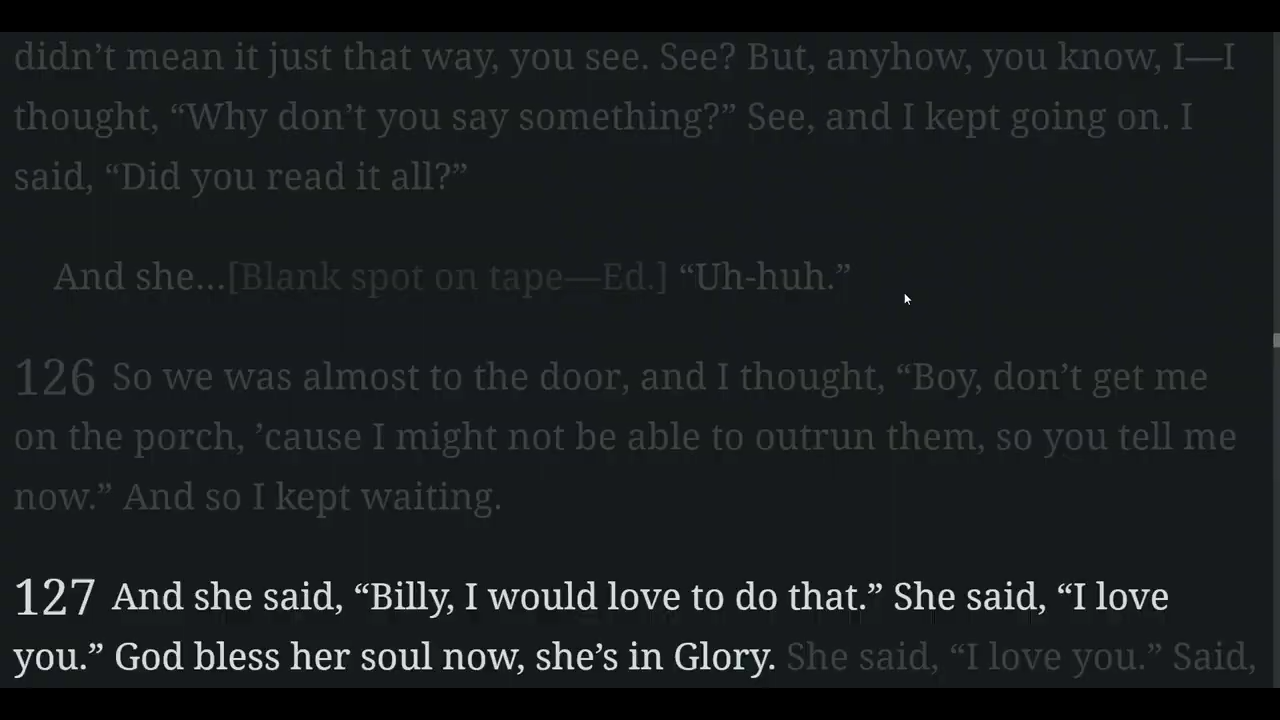 didn’t mean it just that way, you see. See? But, anyhow, you know, I—I
thought, “Why don’t you say something?” See, and I kept going on. I
said, “Did you read it all?”
And she…[Blank spot on tape—Ed.] “Uh-huh.”
126 So we was almost to the door, and I thought, “Boy, don’t get me
on the porch, ’cause I might not be able to outrun them, so you tell me
now.” And so I kept waiting.
127 And she said, “Billy, I would love to do that.” She said, “I love
you.” God bless her soul now, she’s in Glory. She said, “I love you.” Said,